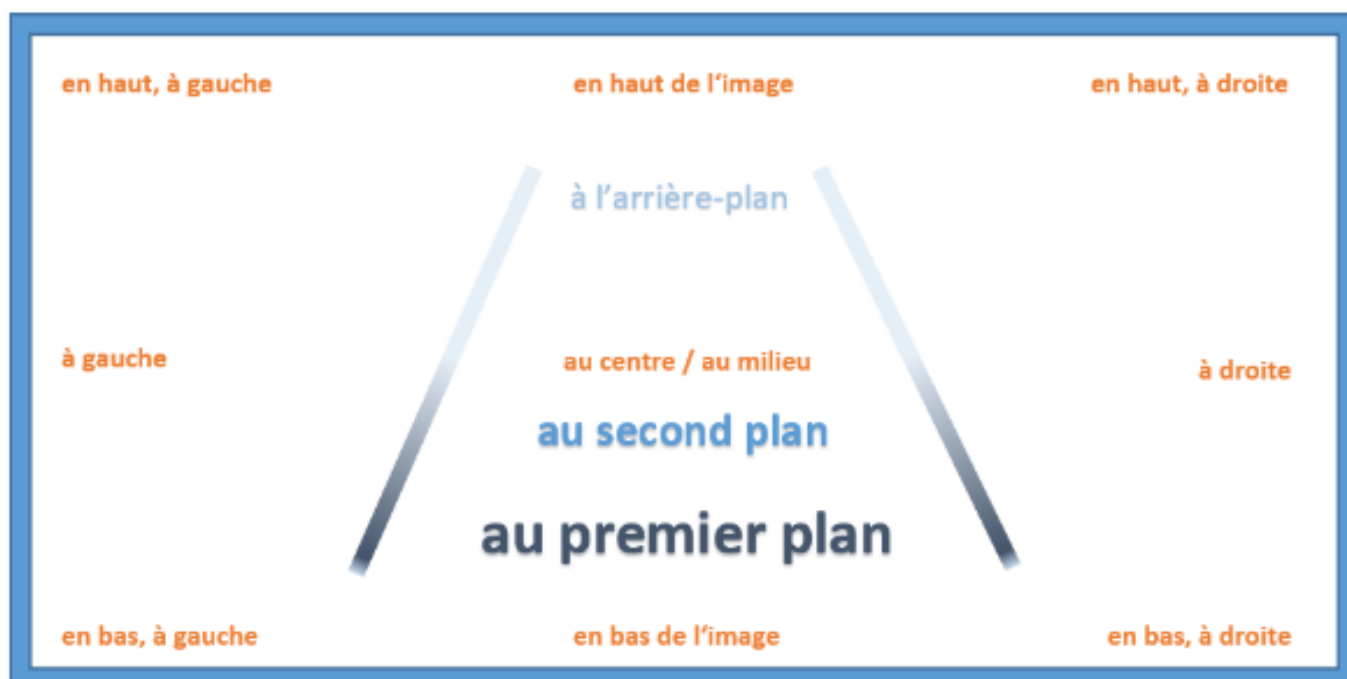 en haut, à gauche
en haut de l‘image
en haut, à droite
à l’arrière-plan
à gauche
au centre / au milieu
à droite
au second plan
au premier plan
en bas, à gauche
en bas de l‘image
en bas, à droite